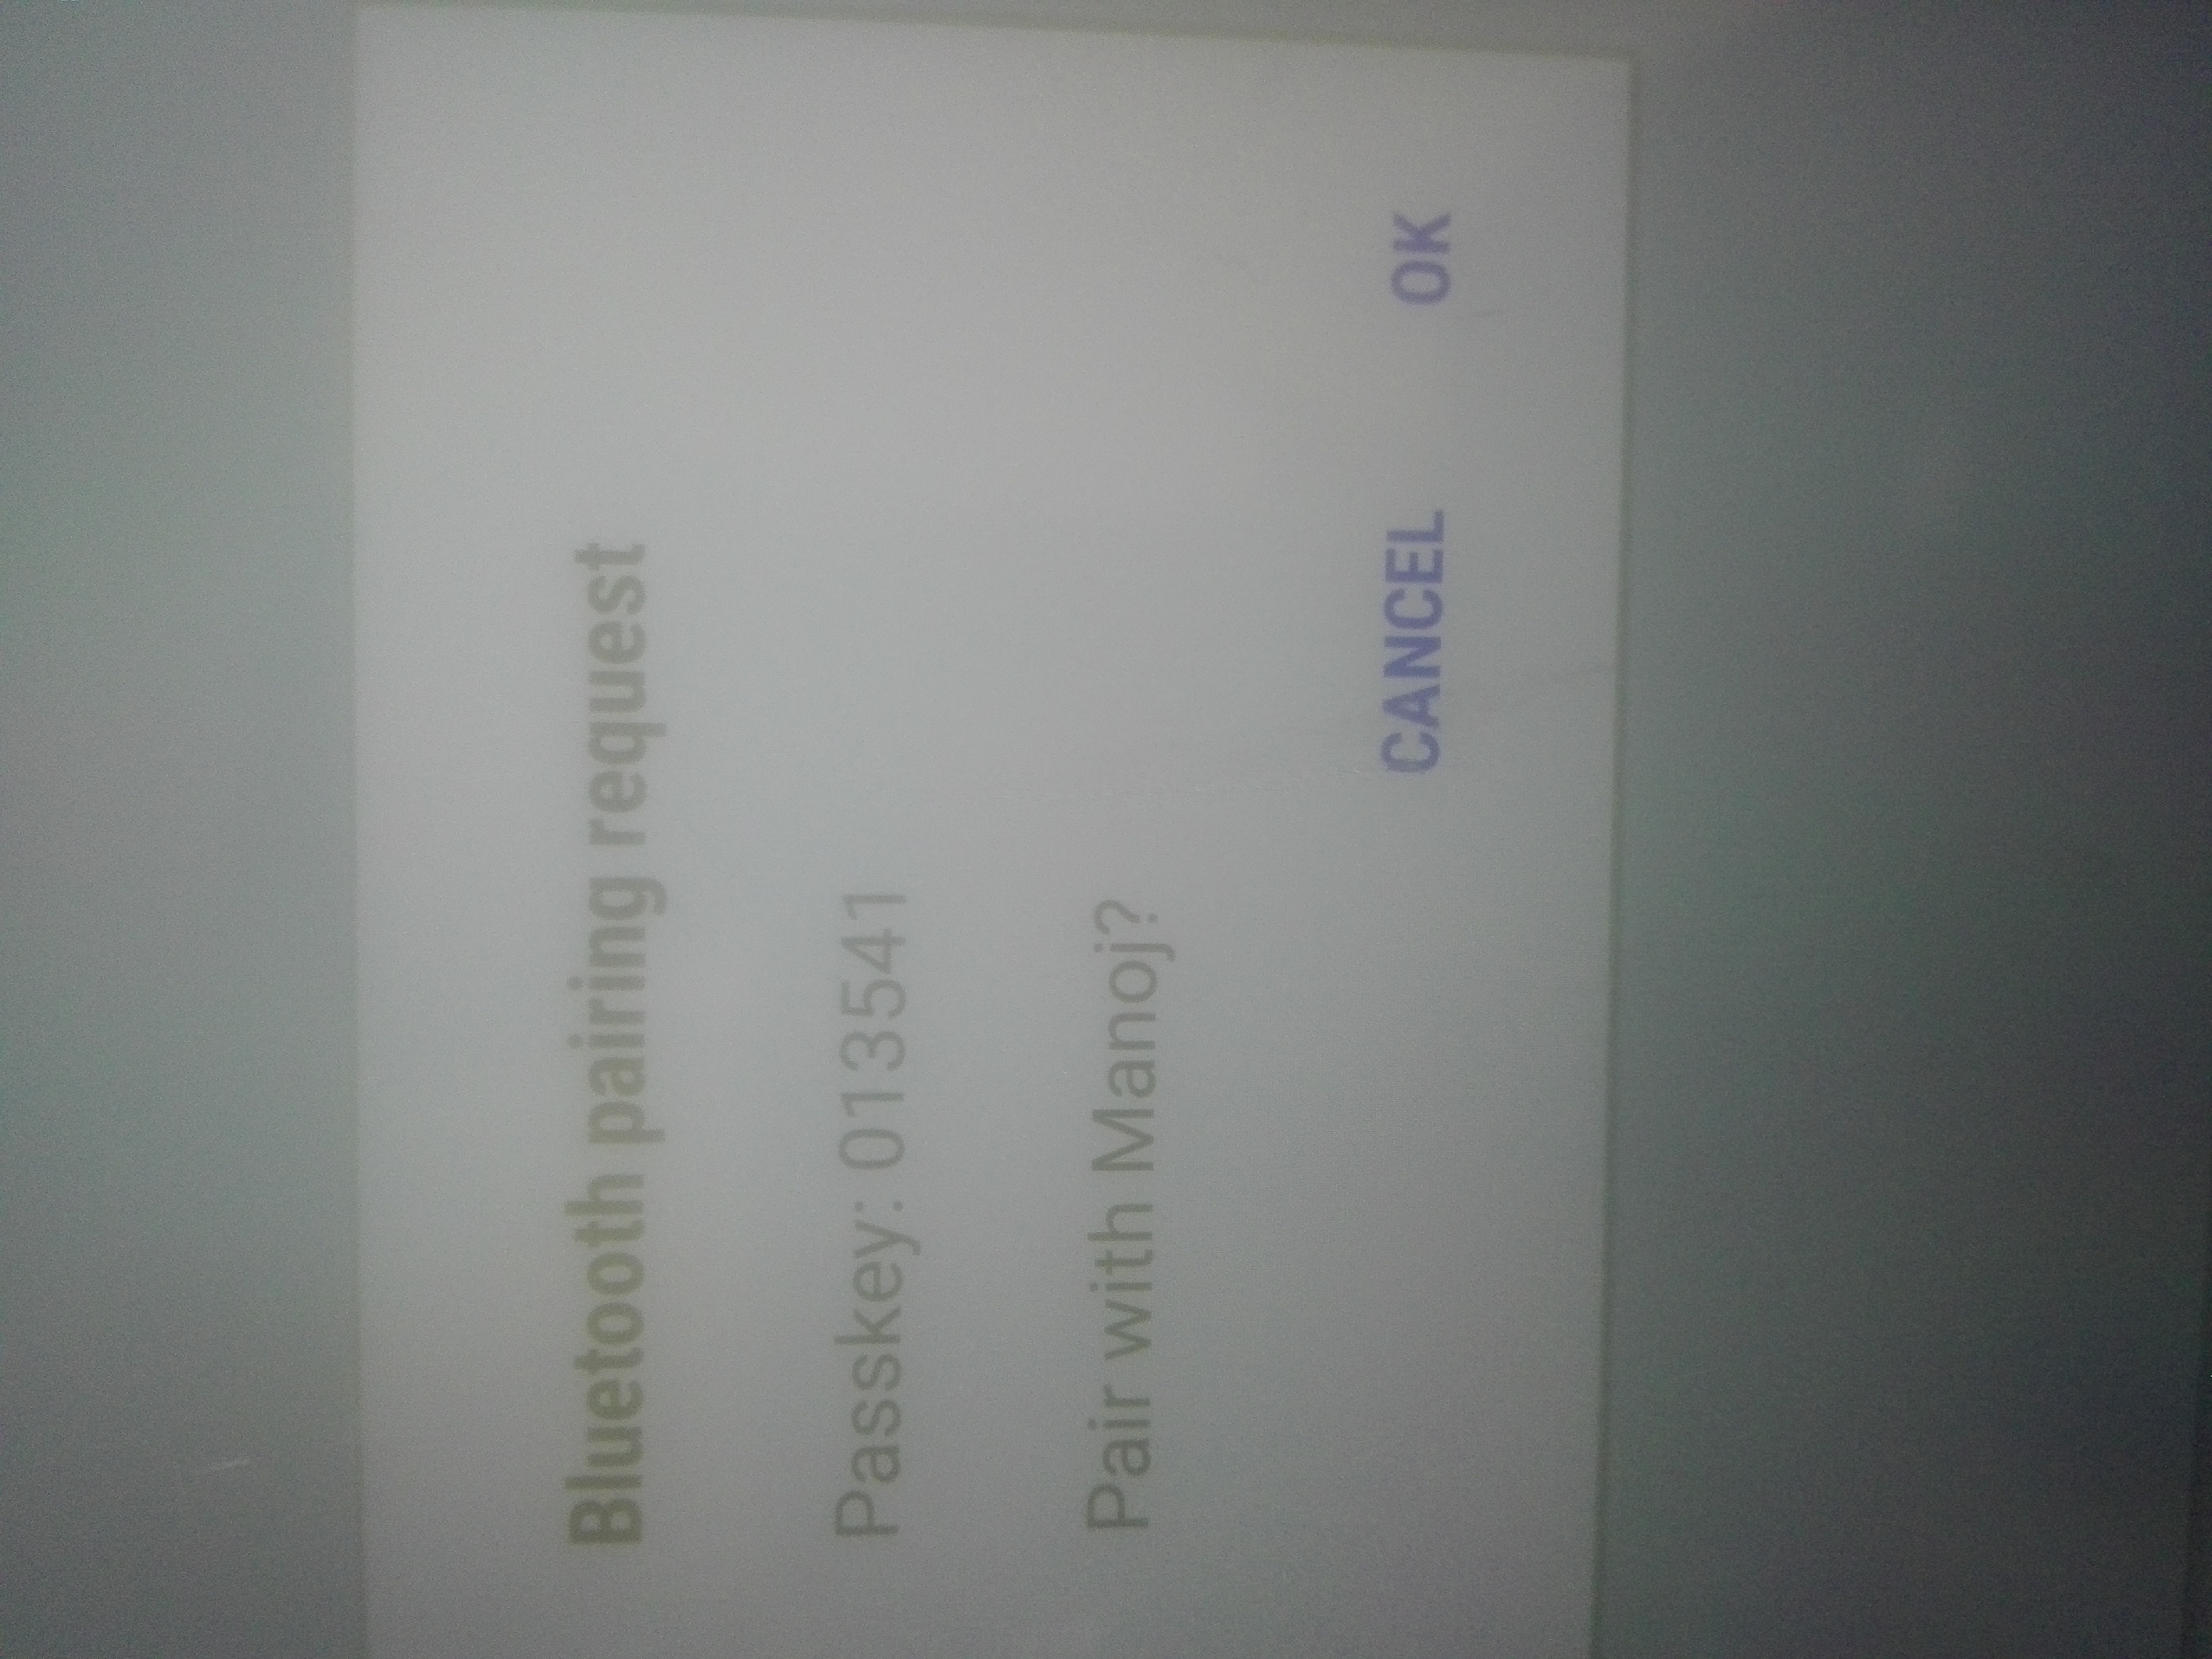 Bluetooth pairing request
Passkey: 013541
Pair with Manoj?
CANCEL OK